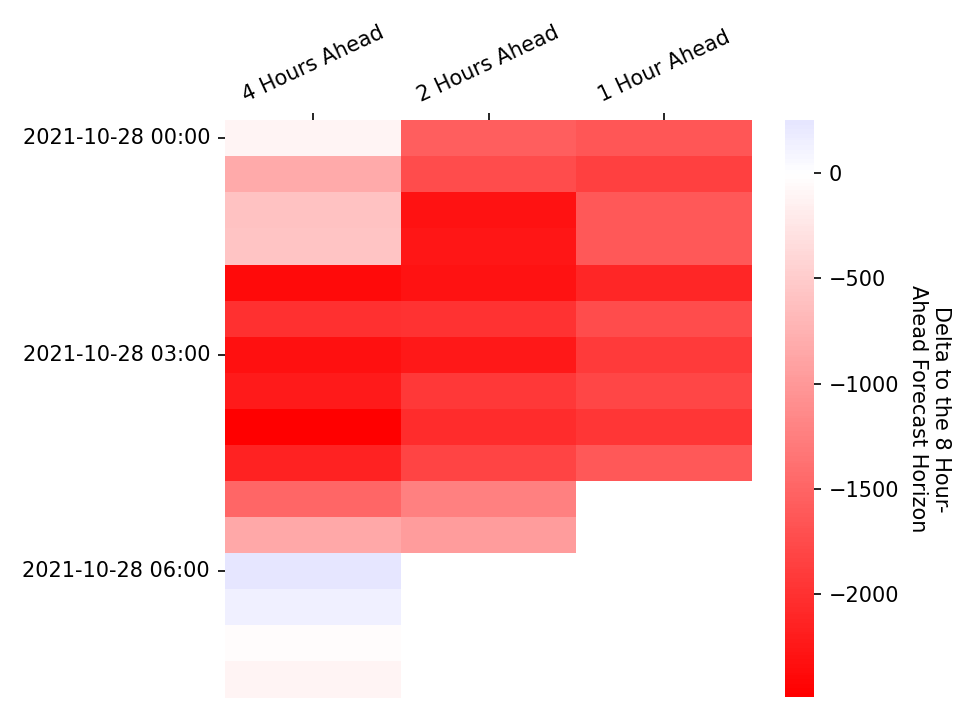 4 Hours Ahead
2 Hours Ahead
1 Hour Ahead
2021-10-28 00:00
2021-10-28 03:00
2021-10-28 06:00
0
−500
−1000
−1500
−2000
Delta to the 8 Hour-
Ahead Forecast Horizon